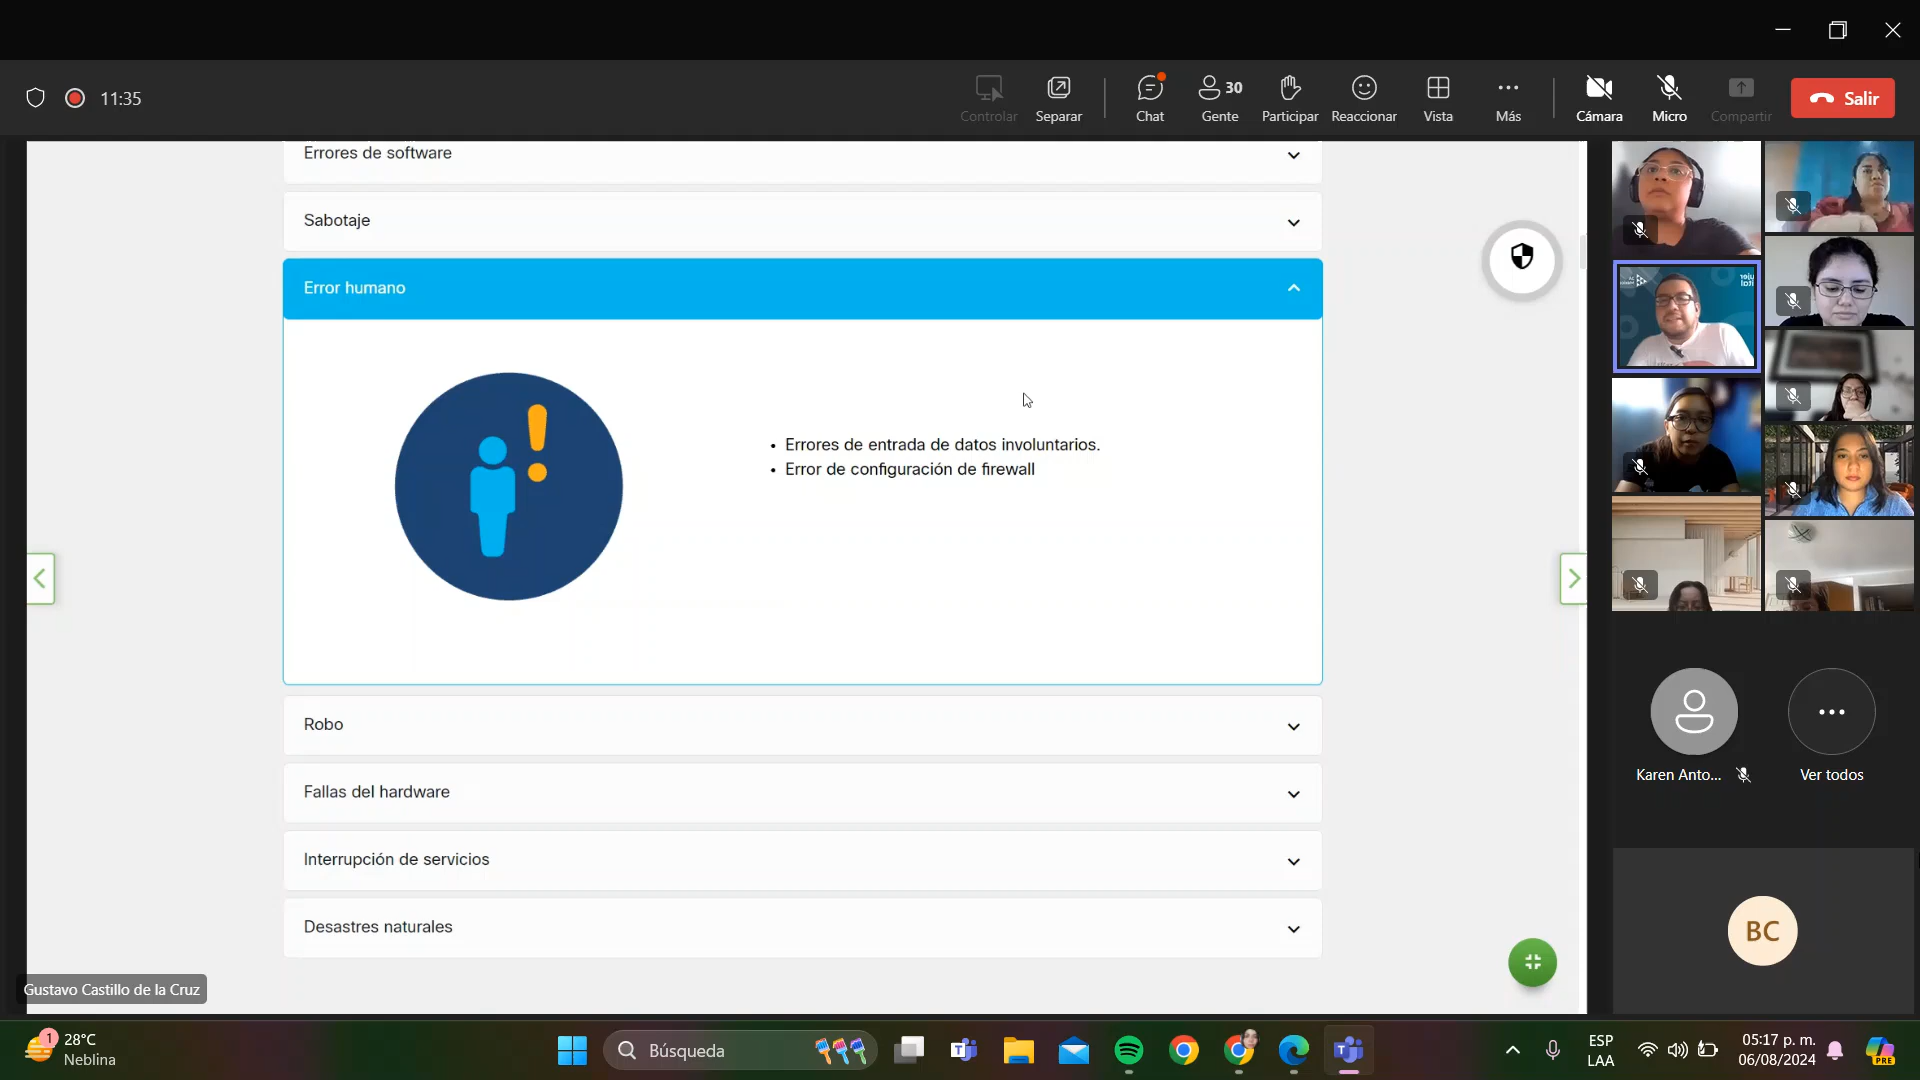 11:35
Controlar
Separar
Chat
30
Gente
Participar
Reaccionar
Vista
Más
Cámara
Micro
Compartir
Salir
Errores de software
Sabotaje
Error humano
• Errores de entrada de datos involuntarios.
• Error de configuración de firewall
Robo
Fallas del hardware
Interrupción de servicios
Desastres naturales
Gustavo Castillo de la Cruz
Karen Anto...
Ver todos
BC
1
28°C
Neblina
Búsqueda
ESP
LAA
05:17 p. m.
06/08/2024
PRE